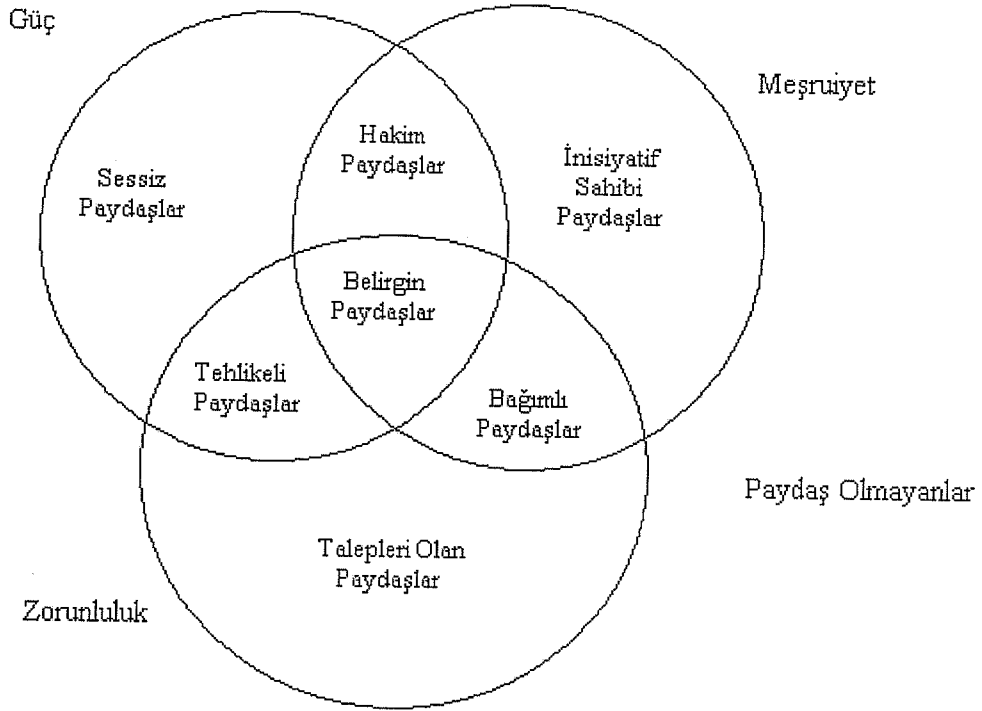 Güç
Meşruiyet
Hakim
Paydaşlar
İnisiyatif
Sahibi
Paydaşlar
Sessiz
Paydaşlar
Belirgin
Paydaşlar
Tehlikeli
Paydaşlar
Bağımlı
Paydaşlar
Paydaş Olmayanlar
Talepleri Olan
Paydaşlar
Zorunluluk